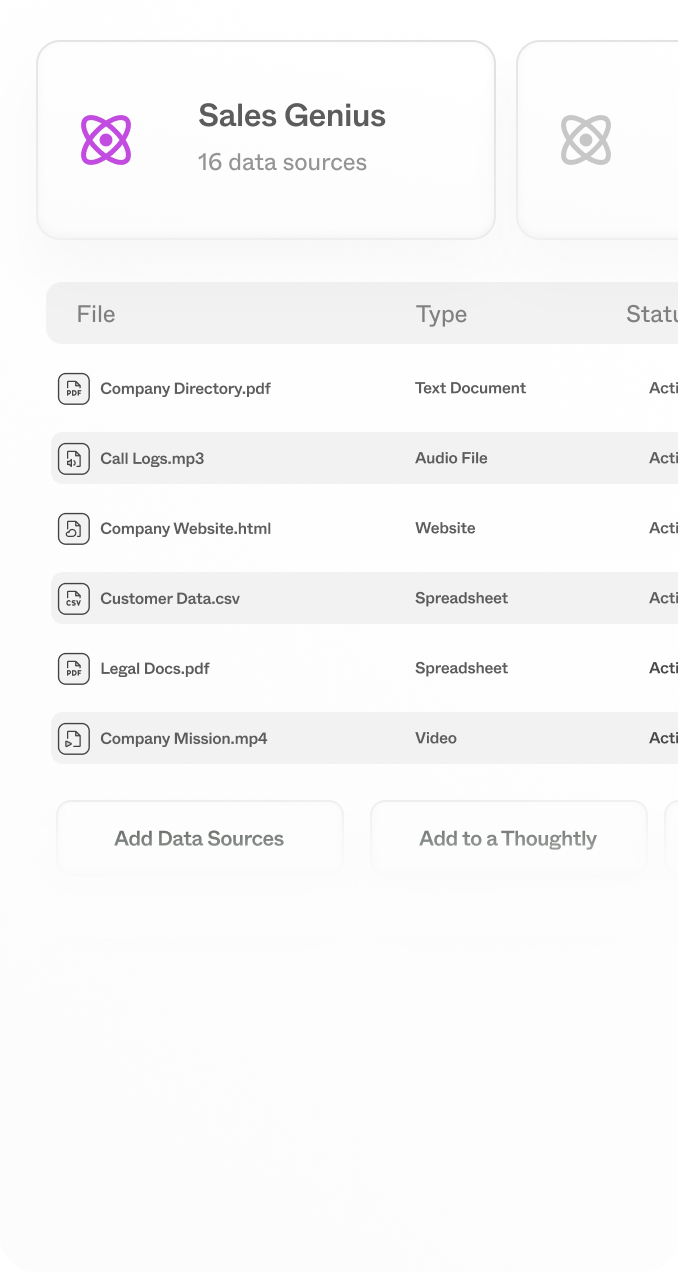 Sales Genius
16 data sources
File Type Statu
PDF Company Directory.pdf Text Document Acti
Call Logs.mp3 Audio File Acti
Company Website.html Website Acti
CSV Customer Data.csv Spreadsheet Acti
PDF Legal Docs.pdf Spreadsheet Acti
Company Mission.mp4 Video Acti
Add Data Sources Add to a Thoughtly